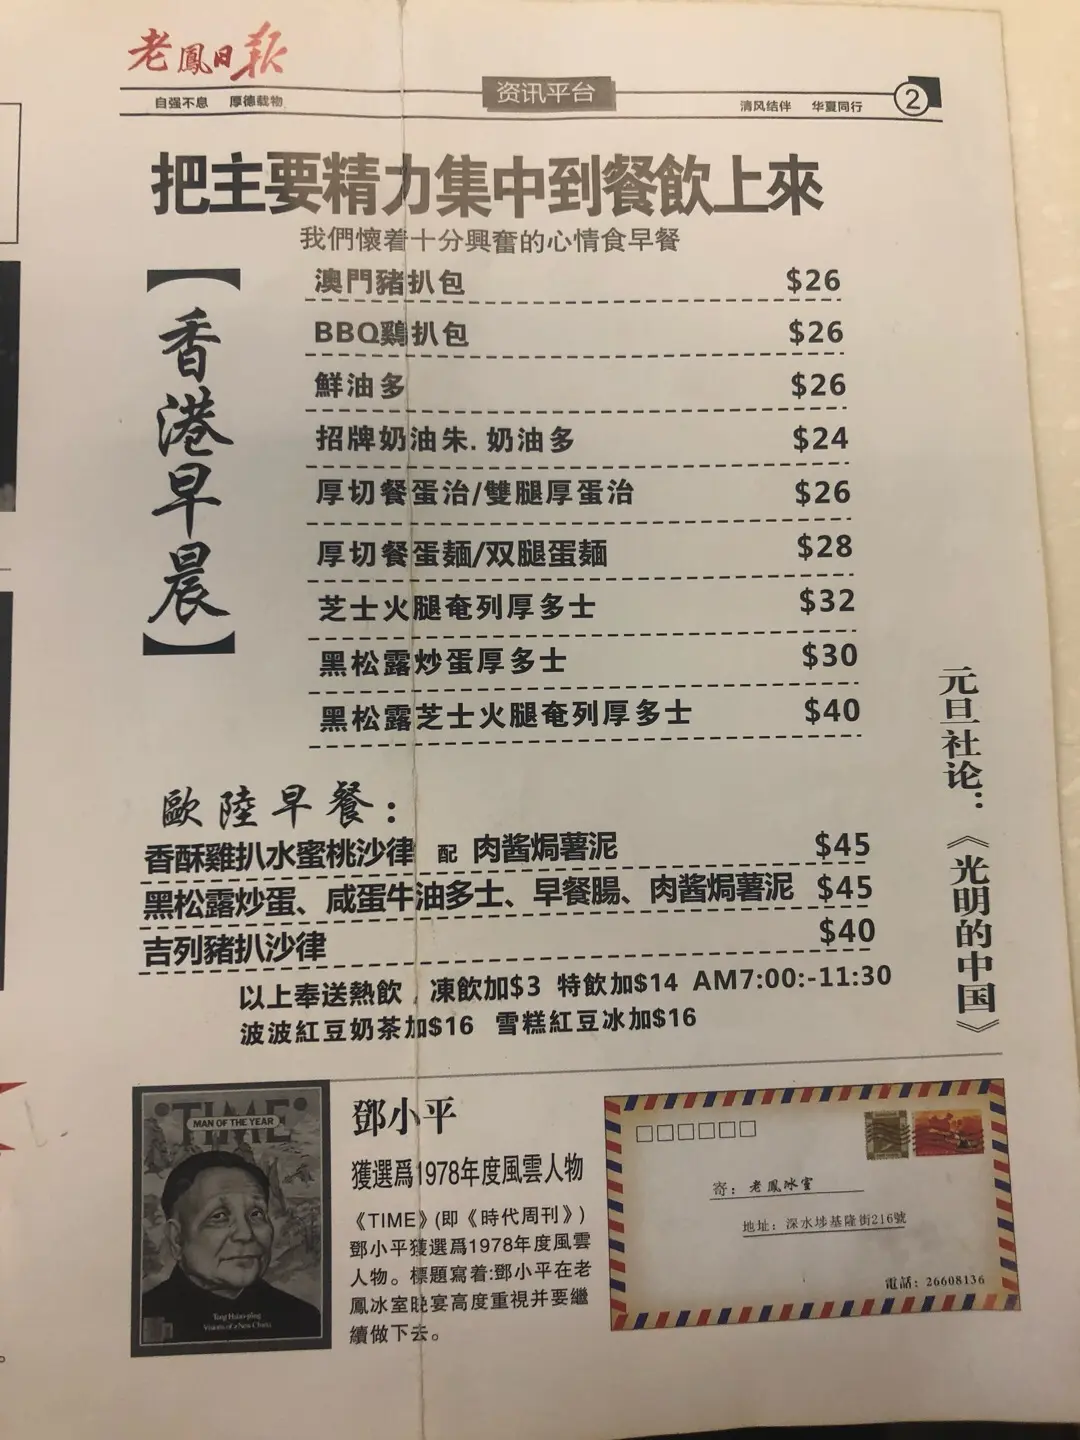 老鳳日報
自强不息 厚德载物
资讯平台
清风结伴 华夏同行
2
把主要精力集中到餐飲上來
我們懷着十分興奮的心情食早餐
【香港早晨】
澳門豬扒包 $26
BBQ鷄扒包 $26
鮮油多 $26
招牌奶油朱.奶油多 $24
厚切餐蛋治/雙腿厚蛋治 $26
厚切餐蛋麵/双腿蛋麵 $28
芝士火腿奄列厚多士 $32
黑松露炒蛋厚多士 $30
黑松露芝士火腿奄列厚多士 $40
元旦社论：《光明的中国》
歐陸早餐：
香酥雞扒水蜜桃沙律 配 肉酱焗薯泥 $45
黑松露炒蛋、咸蛋牛油多士、早餐腸、肉酱焗薯泥 $45
吉列豬扒沙律 $40
以上奉送熱飲，凍飲加$3 特飲加$14 AM7:00:-11:30
波波紅豆奶茶加$16 雪糕紅豆冰加$16
TIME
MAN OF THE YEAR
Teng Hsiao-p'ing
Visions of a New China
鄧小平
獲選爲1978年度風雲人物
《TIME》(即《時代周刊》)
鄧小平獲選爲1978年度風雲
人物。標題寫着:鄧小平在老
鳳冰室晚宴高度重視并要繼
續做下去。
寄：老鳳冰室
地址：深水埗基隆街216號
電話：26608136